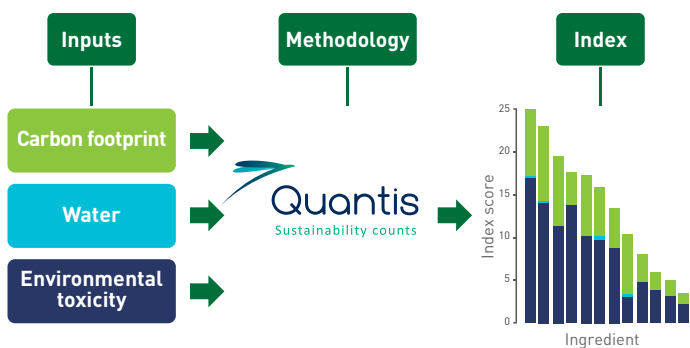 Inputs
Methodology
Index
Carbon footprint
Water
Environmental
toxicity
Quantis
Sustainability counts
25
20
15
10
5
0
Index score
Ingredient